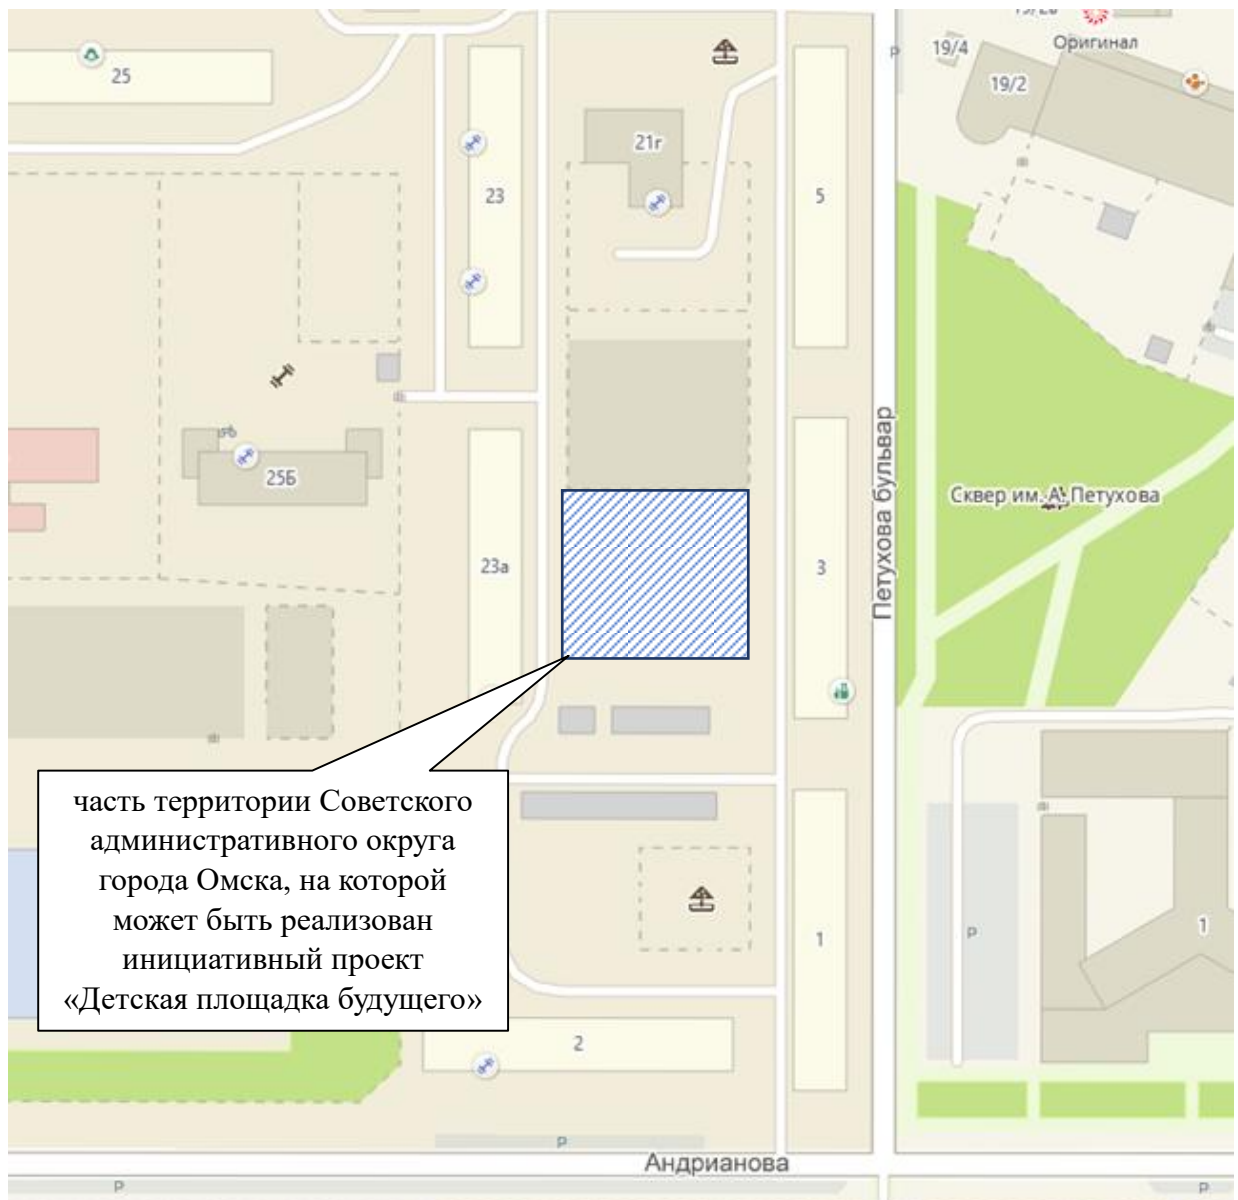 19/2в
Оригинал
19/4
P
25
19/2
21г
23
5
25Б
Сквер им. А. Петухова
Петухова бульвар
23а
3
часть территории Советского
административного округа
города Омска, на которой
может быть реализован
инициативный проект
«Детская площадка будущего»
1
P
1
2
P
Андрианова
P
P